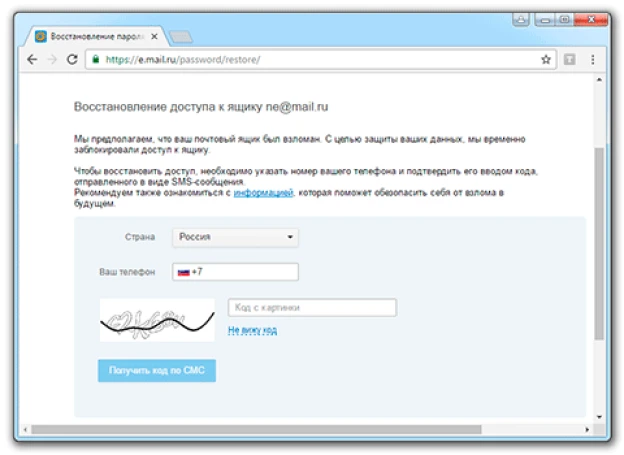 Восстановление парол
https://e.mail.ru/password/restore/
Восстановление доступа к ящику ne@mail.ru
Мы предполагаем, что ваш почтовый ящик был взломан. С целью защиты ваших данных, мы временно
заблокировали доступ к ящику.
Чтобы восстановить доступ, необходимо указать номер вашего телефона и подтвердить его вводом кода,
отправленного в виде SMS-сообщения.
Рекомендуем также ознакомиться с информацией, которая поможет обезопасить себя от взлома в
будущем.
Страна Россия
Ваш телефон +7
Код с картинки
Не вижу код
Получить код по СМС